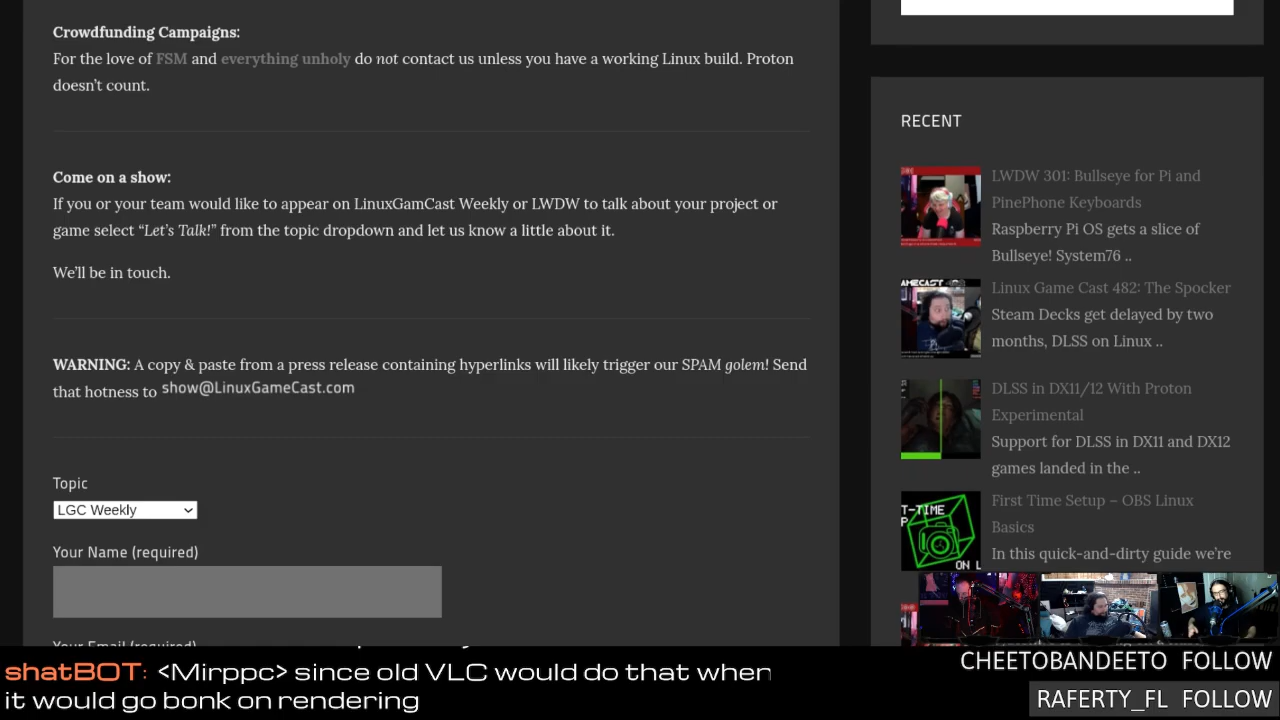 Crowdfunding Campaigns:
For the love of FSM and everything unholy do not contact us unless you have a working Linux build. Proton
doesn't count.
Come on a show:
If you or your team would like to appear on LinuxGamCast Weekly or LWDW to talk about your project or
game select “Let's Talk!” from the topic dropdown and let us know a little about it.
We'll be in touch.
WARNING: A copy & paste from a press release containing hyperlinks will likely trigger our SPAM golem! Send
that hotness to show@LinuxGameCast.com
Topic
LGC Weekly
Your Name (required)
Your Email (required)
RECENT
LWDW 301: Bullseye for Pi and
PinePhone Keyboards
Raspberry Pi OS gets a slice of
Bullseye! System76 ..
Linux Game Cast 482: The Spocker
Steam Decks get delayed by two
months, DLSS on Linux ..
DLSS in DX11/12 With Proton
Experimental
Support for DLSS in DX11 and DX12
games landed in the ..
First Time Setup – OBS Linux
Basics
In this quick-and-dirty guide we're
shatBOT: <Mirppc> since old VLC would do that when
it would go bonk on rendering
CHEETOBANDEETO FOLLOW
RAFERTY_FL FOLLOW